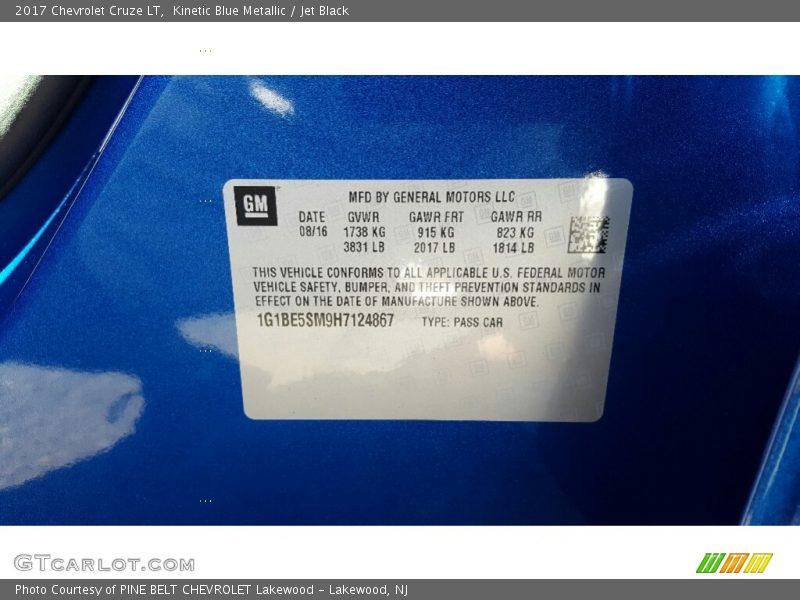 2017 Chevrolet Cruze LT, Kinetic Blue Metallic / Jet Black
GM
MFD BY GENERAL MOTORS LLC
DATE GVWR GAWR FRT GAWR RR
08/16 1738 KG 915 KG 823 KG
3831 LB 2017 LB 1814 LB
THIS VEHICLE CONFORMS TO ALL APPLICABLE U.S. FEDERAL MOTOR
VEHICLE SAFETY, BUMPER, AND THEFT PREVENTION STANDARDS IN
EFFECT ON THE DATE OF MANUFACTURE SHOWN ABOVE.
1G1BE5SM9H7124867 TYPE: PASS CAR
GTCARLOT.COM
Photo Courtesy of PINE BELT CHEVROLET Lakewood - Lakewood, NJ